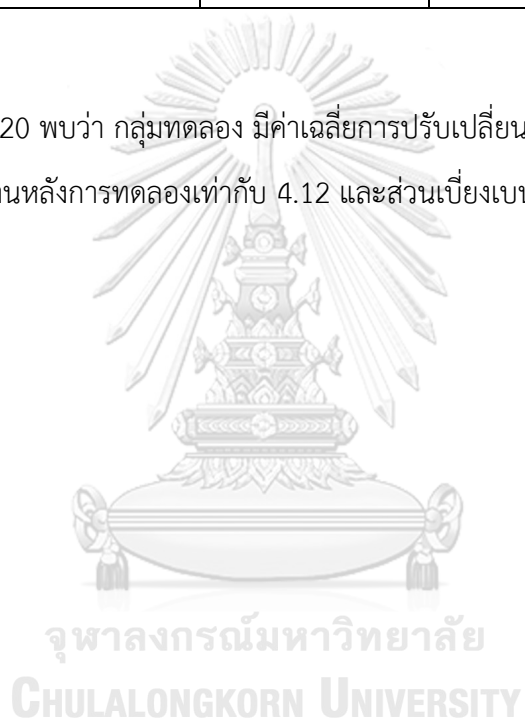 20 พบว่า กลุ่มทดลอง มีค่าเฉลี่ยการปรับเปลี่ยน
นหลังการทดลองเท่ากับ 4.12 และส่วนเบี่ยงเบน
จุฬาลงกรณ์มหาวิทยาลัย
CHULALONGKORN UNIVERSITY